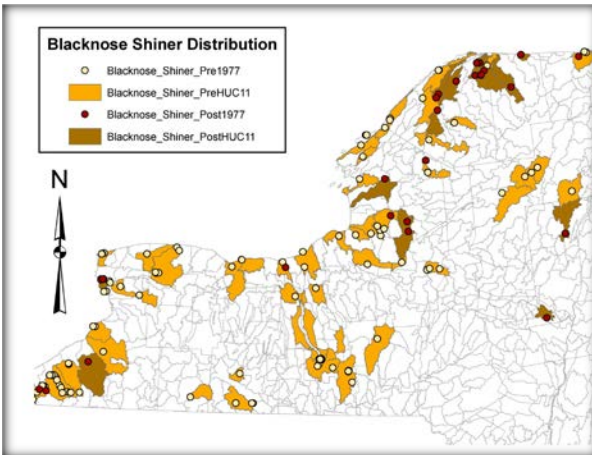 Blacknose Shiner Distribution
Blacknose_Shiner_Pre1977
Blacknose_Shiner_PreHUC11
Blacknose_Shiner_Post1977
Blacknose_Shiner_PostHUC11
N